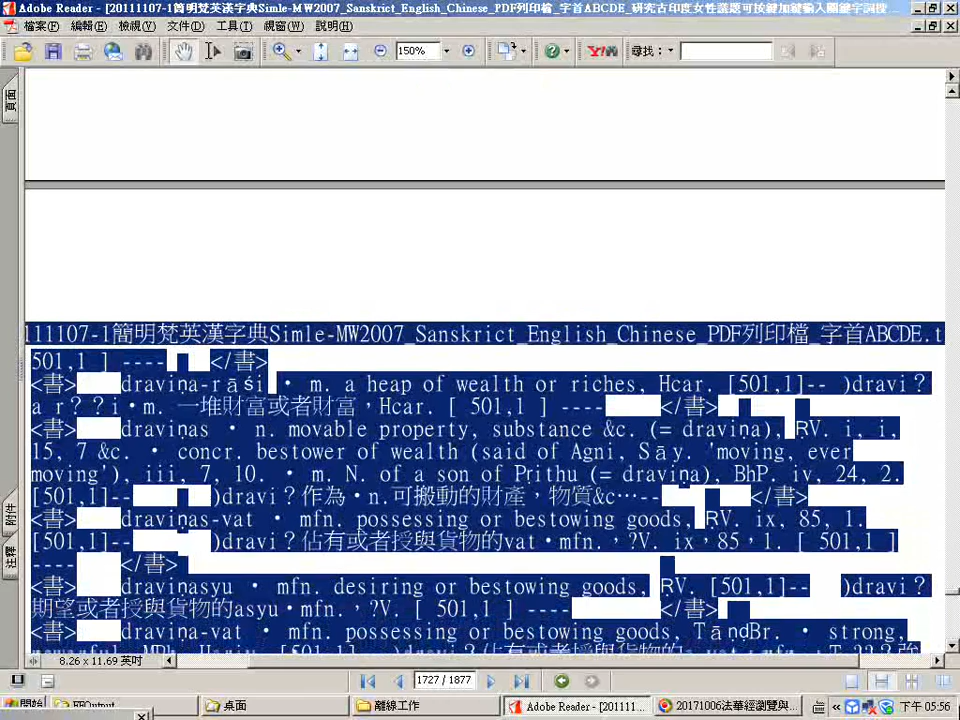 Adobe Reader - [20111107-1簡明梵英漢字典Simle-MW2007_Sanskrict_English_Chinese_PDF列印檔_字首ABCDE_研究古印度女性議題可按鍵加鍵輸入關鍵字詞搜
檔案(F) 編輯(E) 檢視(V) 文件(D) 工具(T) 視窗(W) 說明(H)
150% Y! 尋找:
頁面
111107-1簡明梵英漢字典Simle-MW2007_Sanskrict_English_Chinese_PDF列印檔_字首ABCDE.t
501,1 ] ---- </書>
<書> draviṇa-rāśi • m. a heap of wealth or riches, Hcar. [501,1]-- )dravi？
a r？？i•m. 一堆財富或者財富，Hcar. [ 501,1 ] ---- </書>
<書> draviṇas • n. movable property, substance &c. (= draviṇa), ṚV. i, i,
15, 7 &c. • concr. bestower of wealth (said of Agni, Sāy. 'moving, ever
moving'), iii, 7, 10. • m. N. of a son of Pṛithu (= draviṇa), BhP. iv, 24, 2.
[501,1]-- )dravi？作為•n.可搬動的財產，物質&c…-- </書>
<書> draviṇas-vat • mfn. possessing or bestowing goods, ṚV. ix, 85, 1.
[501,1]-- )dravi？佔有或者授與貨物的vat•mfn.，?V. ix，85，1. [ 501,1 ]
---- </書>
<書> draviṇasyu • mfn. desiring or bestowing goods, ṚV. [501,1]-- )dravi？
期望或者授與貨物的asyu•mfn.，?V. [ 501,1 ] ---- </書>
<書> draviṇa-vat • mfn. possessing or bestowing goods, TāṇḍBr. • strong,
附件
注釋
8.26 x 11.69 英吋
1727 / 1877
開始 FFOutput 桌面 離線工作 Adobe Reader - [201111... 20171006法華經瀏覽與... 下午 05:56